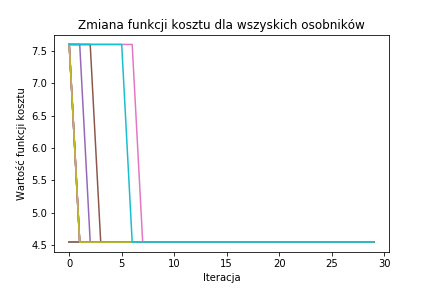 Zmiana funkcji kosztu dla wszyskich osobników
Wartość funkcji kosztu
7.5
7.0
6.5
6.0
5.5
5.0
4.5
0 5 10 15 20 25 30
Iteracja